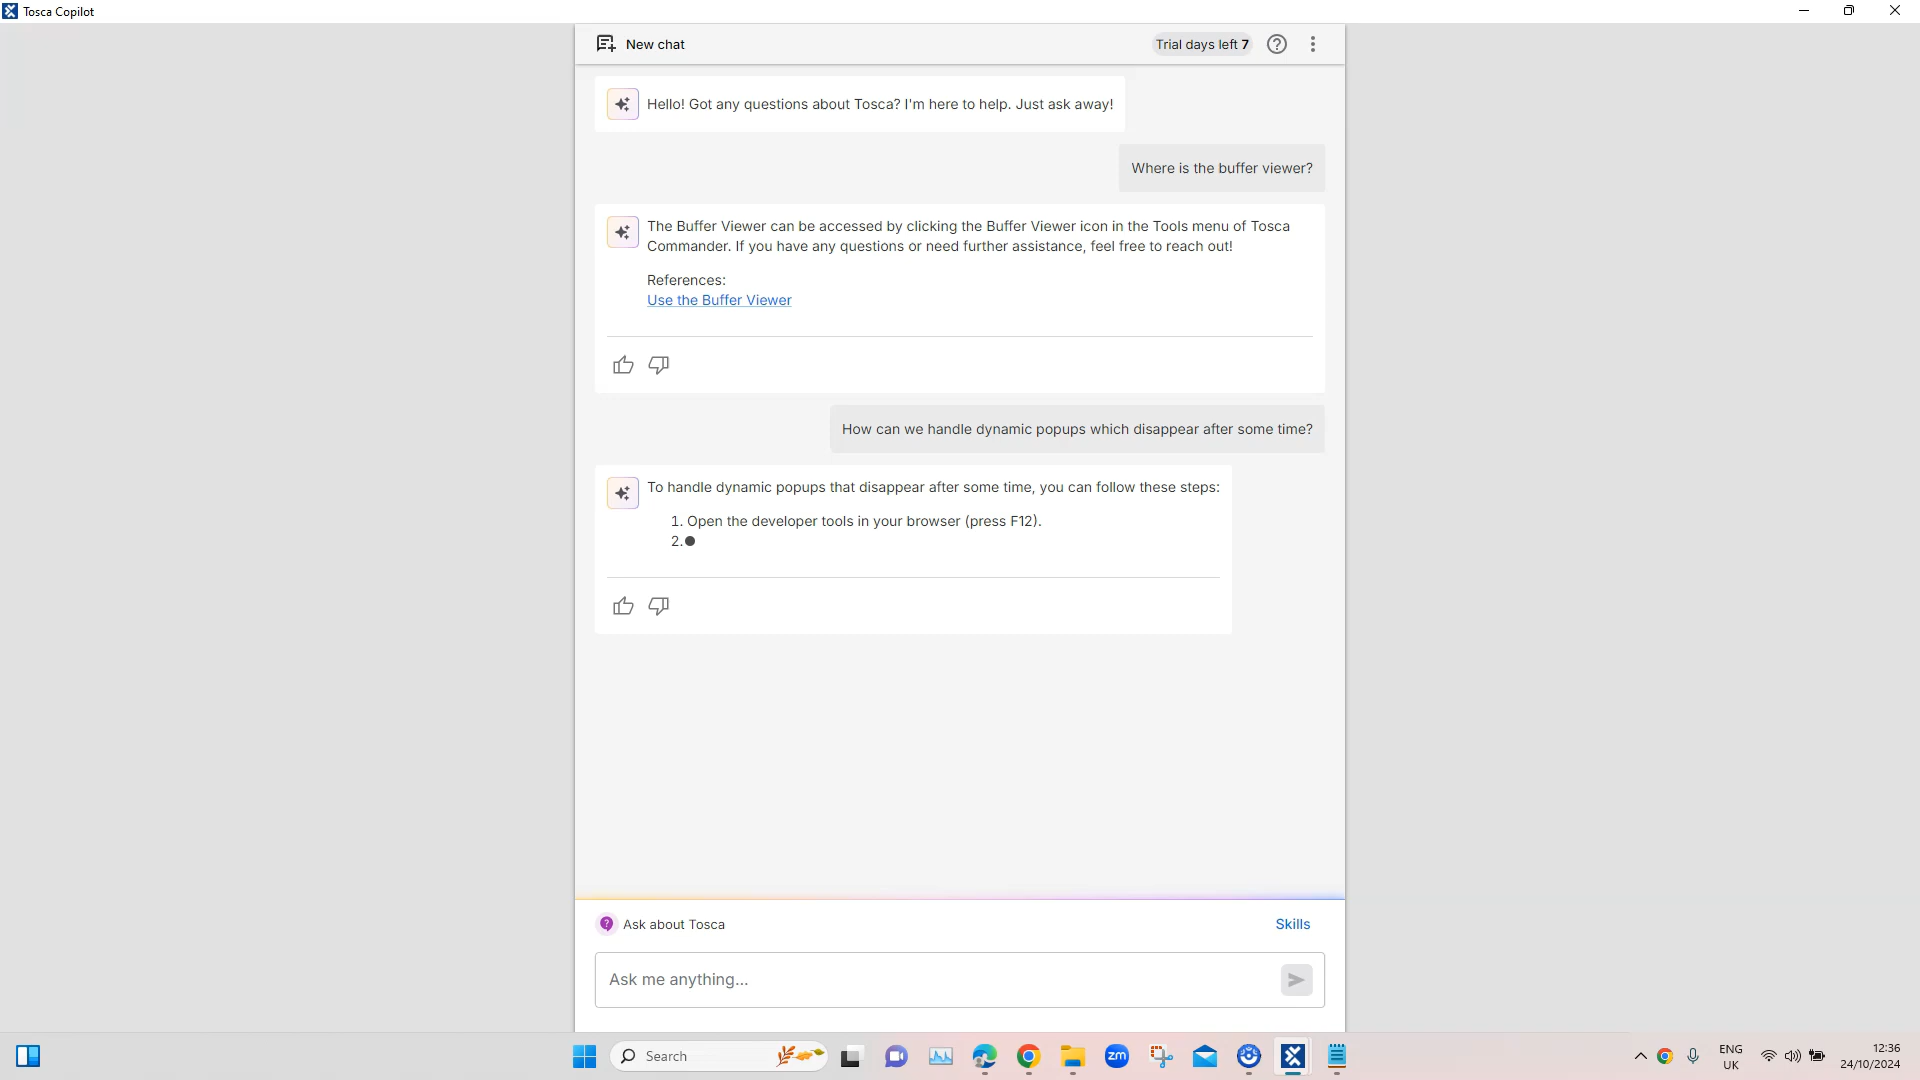 Tosca Copilot
New chat
Trial days left 7
Hello! Got any questions about Tosca? I'm here to help. Just ask away!
Where is the buffer viewer?
The Buffer Viewer can be accessed by clicking the Buffer Viewer icon in the Tools menu of Tosca
Commander. If you have any questions or need further assistance, feel free to reach out!
References:
Use the Buffer Viewer
How can we handle dynamic popups which disappear after some time?
To handle dynamic popups that disappear after some time, you can follow these steps:
1. Open the developer tools in your browser (press F12).
2.
Ask about Tosca
Skills
Ask me anything...
Search
zm
ENG
UK
12:36
24/10/2024